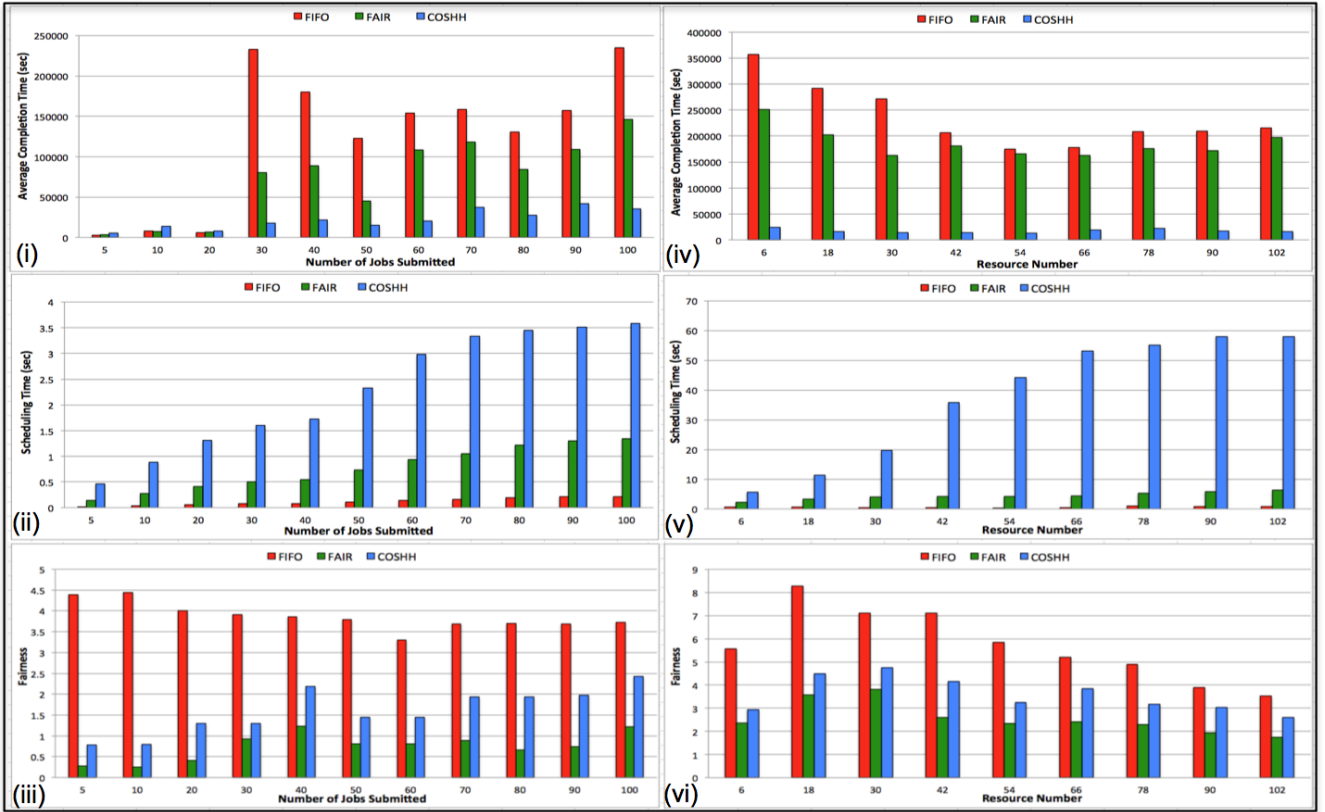 FIFO FAIR COSHH
Average Completion Time (sec)
250000
200000
150000
100000
50000
0
5 10 20 30 40 50 60 70 80 90 100
Number of Jobs Submitted
(i)
FIFO FAIR COSHH
Average Completion Time (sec)
400000
350000
300000
250000
200000
150000
100000
50000
0
6 18 30 42 54 66 78 90 102
Resource Number
(iv)
FIFO FAIR COSHH
Scheduling Time (sec)
4
3.5
3
2.5
2
1.5
1
0.5
0
5 10 20 30 40 50 60 70 80 90 100
Number of Jobs Submitted
(ii)
FIFO FAIR COSHH
Scheduling Time (sec)
70
60
50
40
30
20
10
0
6 18 30 42 54 66 78 90 102
Resource Number
(v)
FIFO FAIR COSHH
Fairness
5
4.5
4
3.5
3
2.5
2
1.5
1
0.5
0
5 10 20 30 40 50 60 70 80 90 100
Number of Jobs Submitted
(iii)
FIFO FAIR COSHH
Fairness
9
8
7
6
5
4
3
2
1
0
6 18 30 42 54 66 78 90 102
Resource Number
(vi)